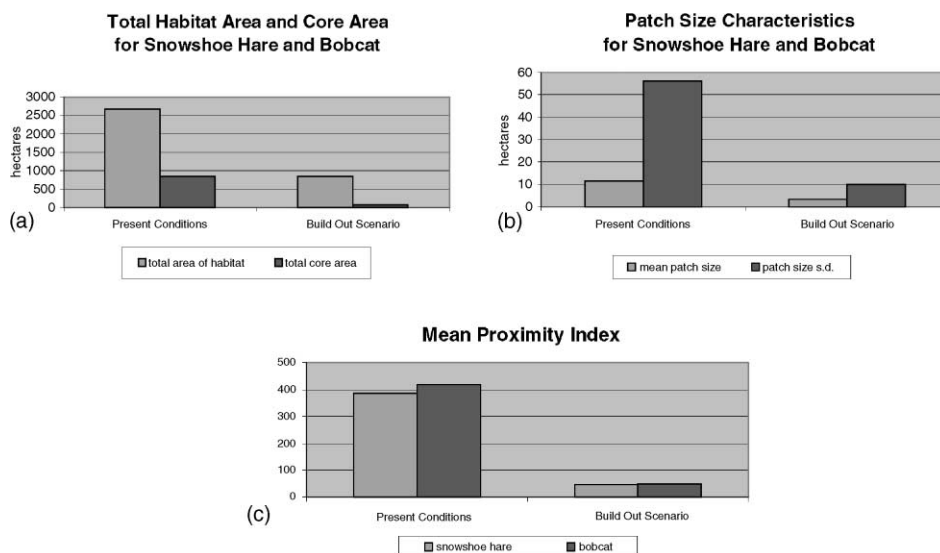 Total Habitat Area and Core Area
for Snowshoe Hare and Bobcat
3000
2500
2000
1500
1000
500
0
hectares
Present Conditions
Build Out Scenario
(a)
total area of habitat
total core area
Patch Size Characteristics
for Snowshoe Hare and Bobcat
60
50
40
30
20
10
0
hectares
Present Conditions
Build Out Scenario
(b)
mean patch size
patch size s.d.
Mean Proximity Index
500
400
300
200
100
0
Present Conditions
Build Out Scenario
(c)
snowshoe hare
bobcat